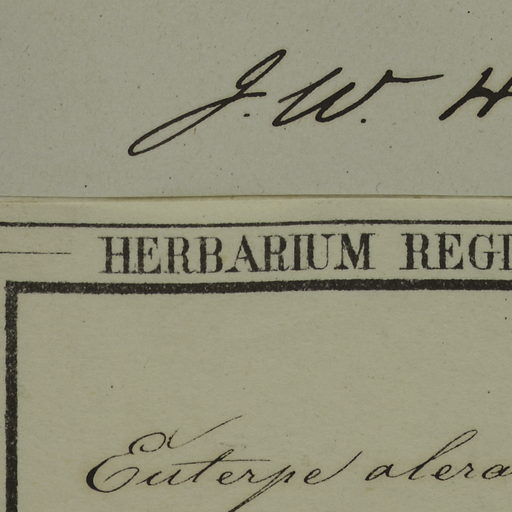 J. W. H
HERBARIUM REGI
Euterpe olera